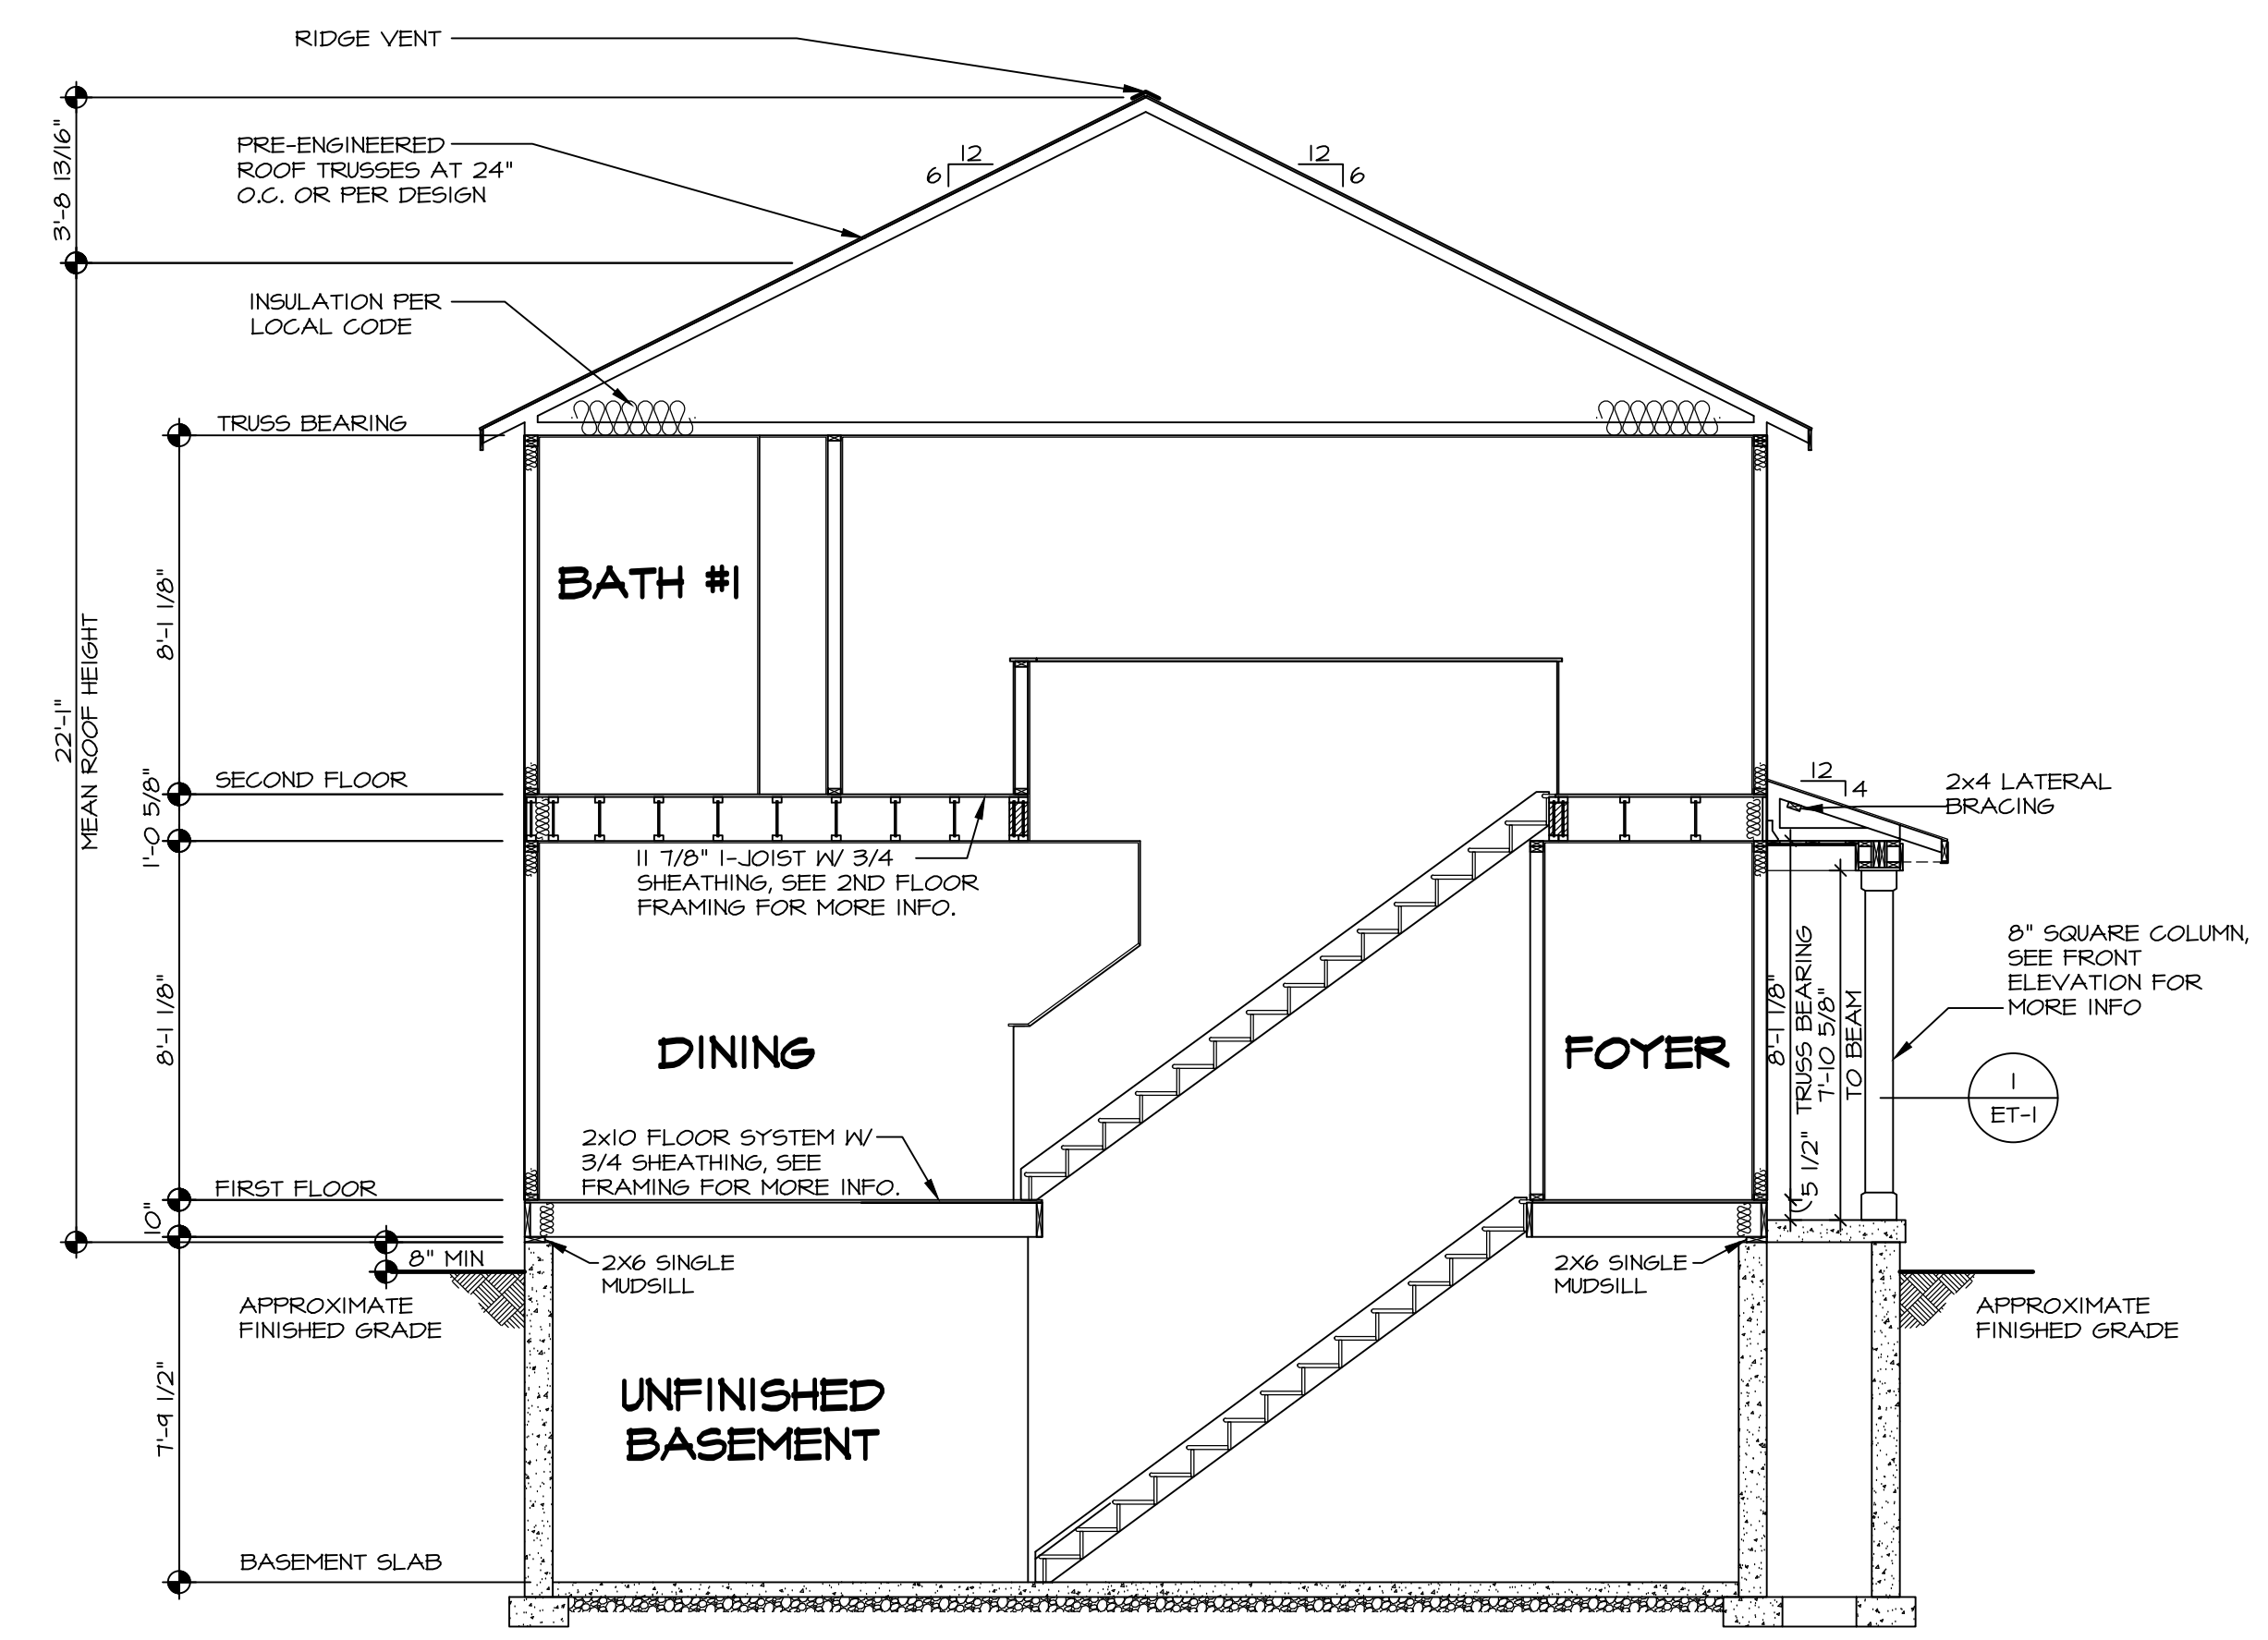 RIDGE VENT
3'-8 13/16"
PRE-ENGINEERED
ROOF TRUSSES AT 24"
O.C. OR PER DESIGN
12
6
12
6
INSULATION PER
LOCAL CODE
TRUSS BEARING
8'-1 1/8"
BATH #1
22'-1"
MEAN ROOF HEIGHT
SECOND FLOOR
1'-0 5/8"
12
4
2x4 LATERAL
BRACING
11 7/8" I-JOIST W/ 3/4
SHEATHING, SEE 2ND FLOOR
FRAMING FOR MORE INFO.
8'-1 1/8"
DINING
FOYER
8'-1 1/8"
TRUSS BEARING
7'-10 5/8"
TO BEAM
8" SQUARE COLUMN,
SEE FRONT
ELEVATION FOR
MORE INFO
1
ET-1
2x10 FLOOR SYSTEM W/
3/4 SHEATHING, SEE
FRAMING FOR MORE INFO.
5 1/2"
FIRST FLOOR
10"
8" MIN
2X6 SINGLE
MUDSILL
2X6 SINGLE
MUDSILL
APPROXIMATE
FINISHED GRADE
APPROXIMATE
FINISHED GRADE
7'-9 1/2"
UNFINISHED
BASEMENT
BASEMENT SLAB